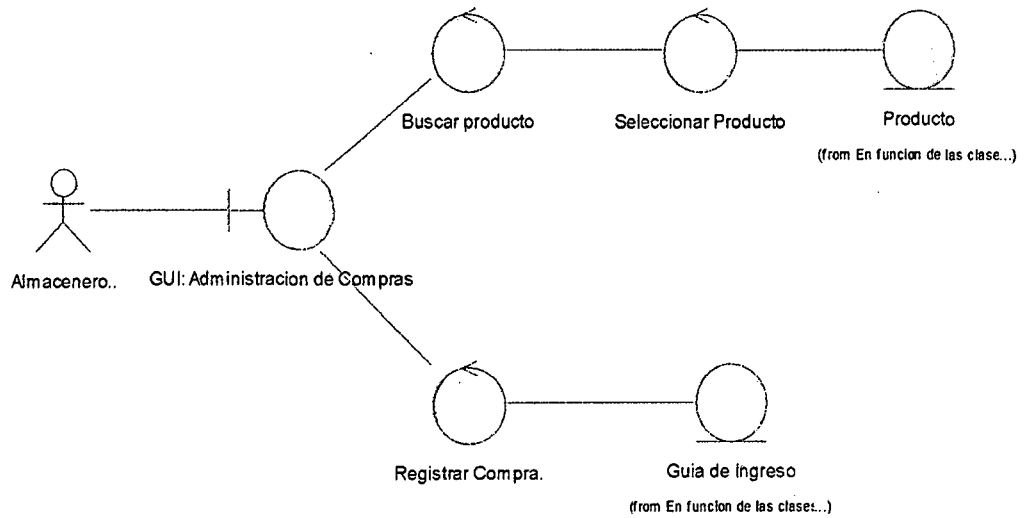 Buscar producto
Seleccionar Producto
Producto
(from En funcion de las clase...)
Almacenero..
GUI: Administracion de Compras
Registrar Compra.
Guia de Ingreso
(from En funcion de las clases...)